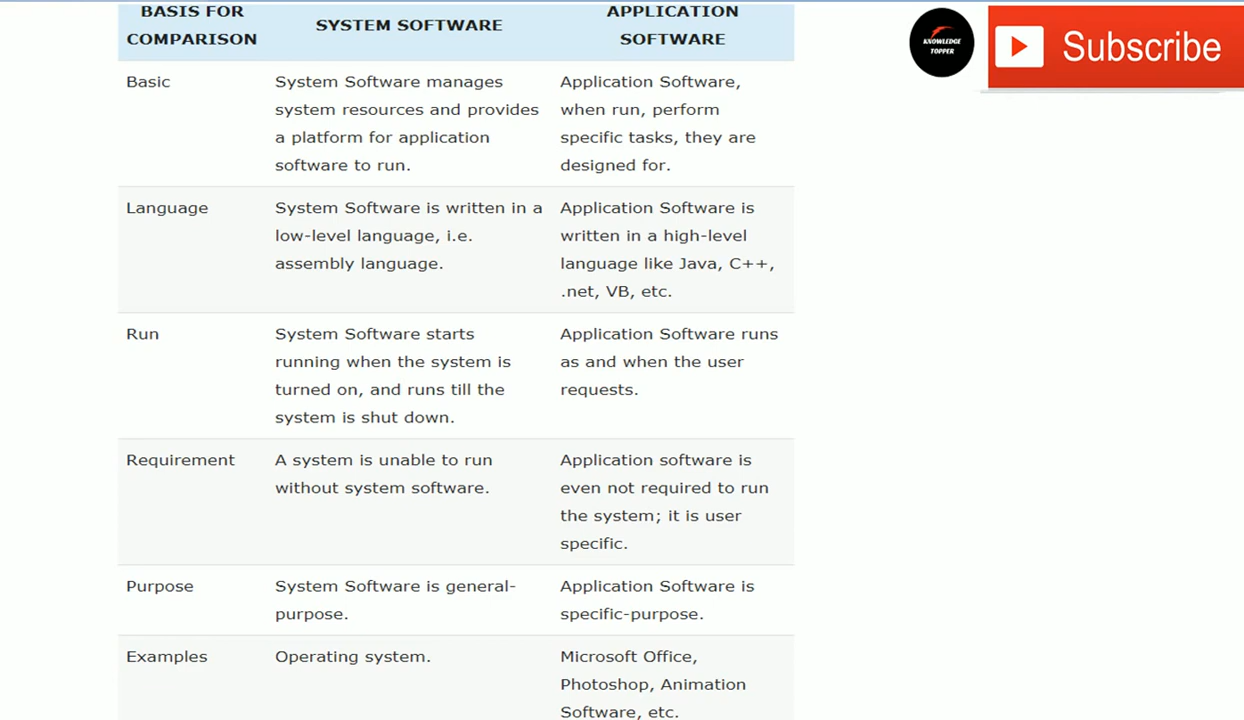 BASIS FOR
COMPARISON
SYSTEM SOFTWARE
APPLICATION
SOFTWARE
Basic
System Software manages
system resources and provides
a platform for application
software to run.
Application Software,
when run, perform
specific tasks, they are
designed for.
Language
System Software is written in a
low-level language, i.e.
assembly language.
Application Software is
written in a high-level
language like Java, C++,
.net, VB, etc.
Run
System Software starts
running when the system is
turned on, and runs till the
system is shut down.
Application Software runs
as and when the user
requests.
Requirement
A system is unable to run
without system software.
Application software is
even not required to run
the system; it is user
specific.
Purpose
System Software is general-
purpose.
Application Software is
specific-purpose.
Examples
Operating system.
Microsoft Office,
Photoshop, Animation
Software, etc.
KNOWLEDGE
TOPPER
Subscribe